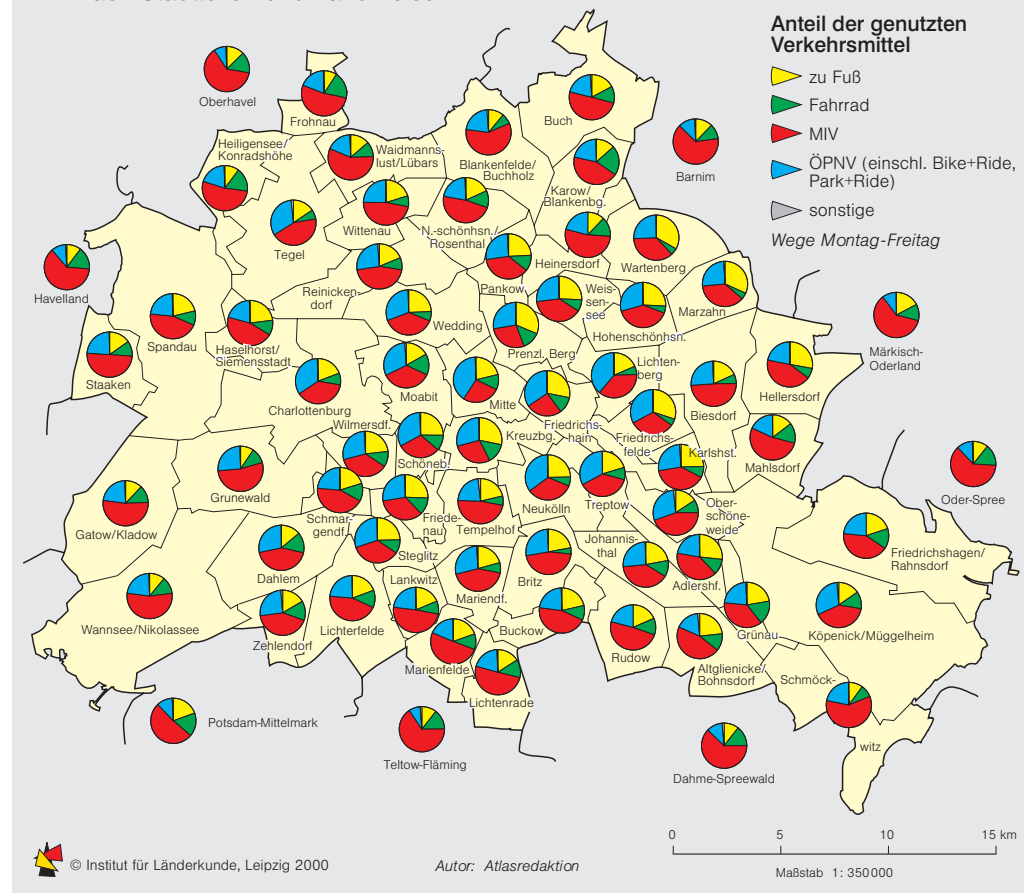 Anteil der genutzten
Verkehrsmittel
zu Fuß
Fahrrad
MIV
ÖPNV (einschl. Bike+Ride,
Park+Ride)
sonstige
Wege Montag-Freitag
Oberhavel
Frohnau
Buch
Barnim
Heiligensee/
Konradshöhe
Waidmanns-
lust/Lübars
Blankenfelde/
Buchholz
Karow/
Blankenbg.
Tegel
Wittenau
N.-schönhsn./
Rosenthal
Heinersdorf
Wartenberg
Havelland
Reinicken-
dorf
Pankow
Weis-
sen-
see
Marzahn
Spandau
Haselhorst/
Siemensstadt
Wedding
Prenzl. Berg
Hohenschönhsn.
Märkisch-
Oderland
Staaken
Charlottenburg
Moabit
Mitte
Lichten-
berg
Biesdorf
Hellersdorf
Wilmersdf.
Schöneb.
Kreuzbg.
Friedrichs-
hain
Friedrichs-
felde
Karlshst.
Mahlsdorf
Grunewald
Oder-Spree
Gatow/Kladow
Schmar-
gendf.
Friede-
nau
Tempelhof
Neukölln
Treptow
Ober-
schöne-
weide
Friedrichshagen/
Rahnsdorf
Dahlem
Steglitz
Johannis-
thal
Lankwitz
Mariendf.
Britz
Adlershf.
Wannsee/Nikolassee
Zehlendorf
Lichterfelde
Buckow
Rudow
Grünau
Köpenick/Müggelheim
Marienfelde
Lichtenrade
Altglienicke/
Bohnsdorf
Schmöck-
witz
Potsdam-Mittelmark
Teltow-Fläming
Dahme-Spreewald
0 5 10 15 km
Maßstab 1: 350000
© Institut für Länderkunde, Leipzig 2000
Autor: Atlasredaktion